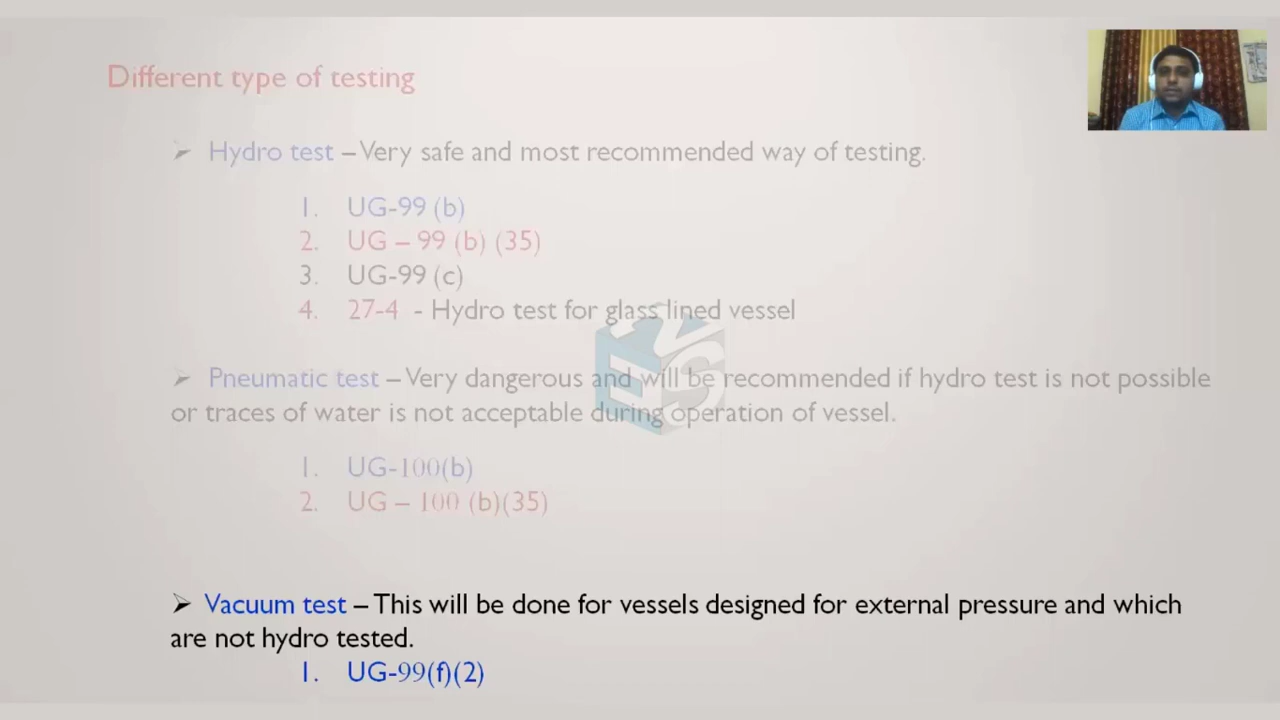 Different type of testing
Hydro test – Very safe and most recommended way of testing.
1. UG-99 (b)
2. UG – 99 (b) (35)
3. UG-99 (c)
4. 27-4 - Hydro test for glass lined vessel
Pneumatic test – Very dangerous and will be recommended if hydro test is not possible
or traces of water is not acceptable during operation of vessel.
1. UG-100(b)
2. UG – 100 (b)(35)
Vacuum test – This will be done for vessels designed for external pressure and which
are not hydro tested.
1. UG-99(f)(2)